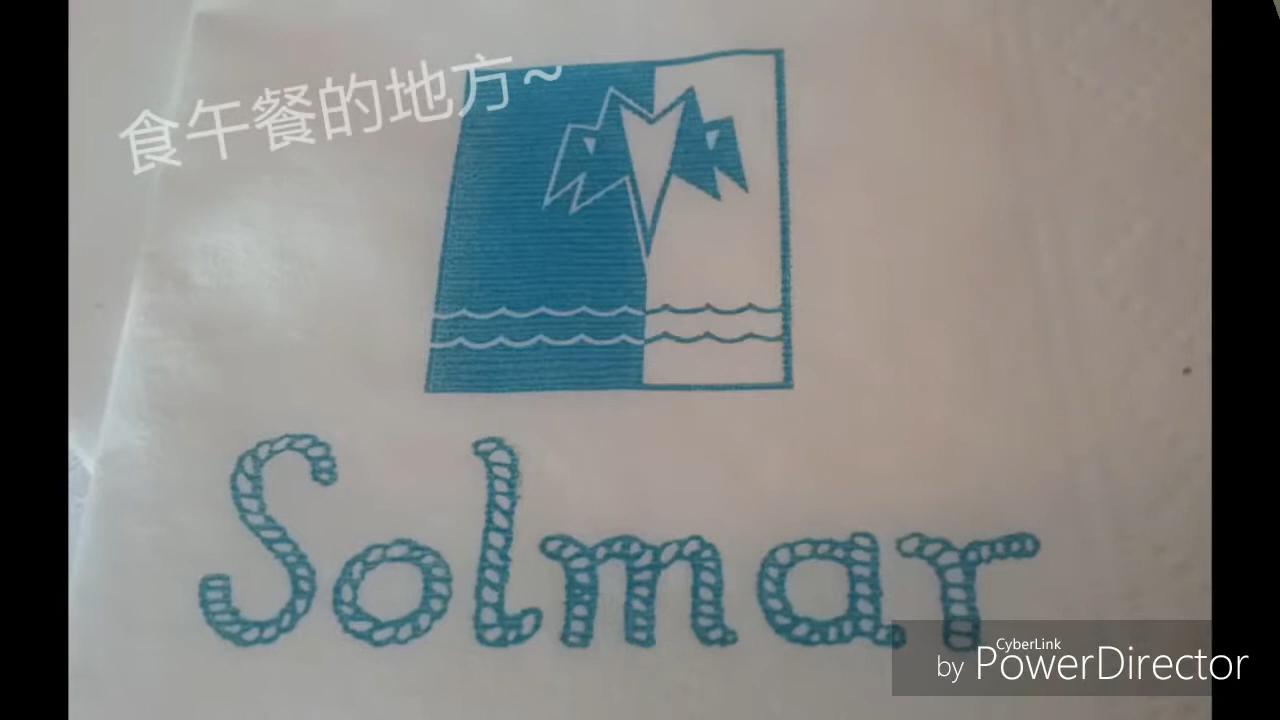 食午餐的地方~
Solmar
CyberLink
by PowerDirector